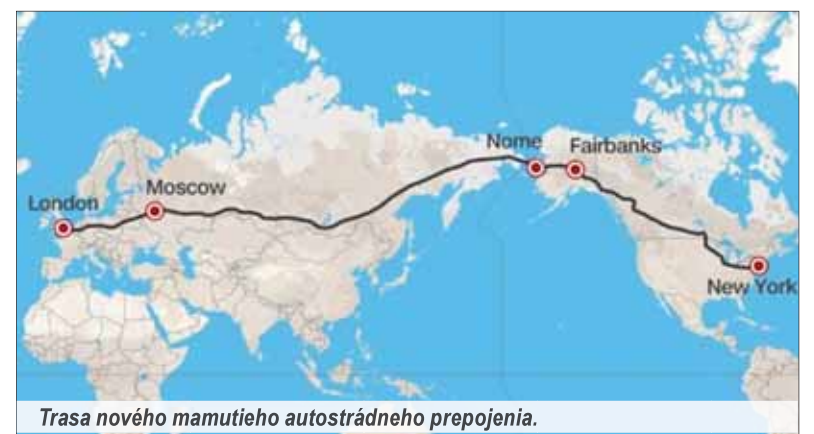 Nome
Fairbanks
Moscow
London
New York
Trasa nového mamutieho autostrádneho prepojenia.